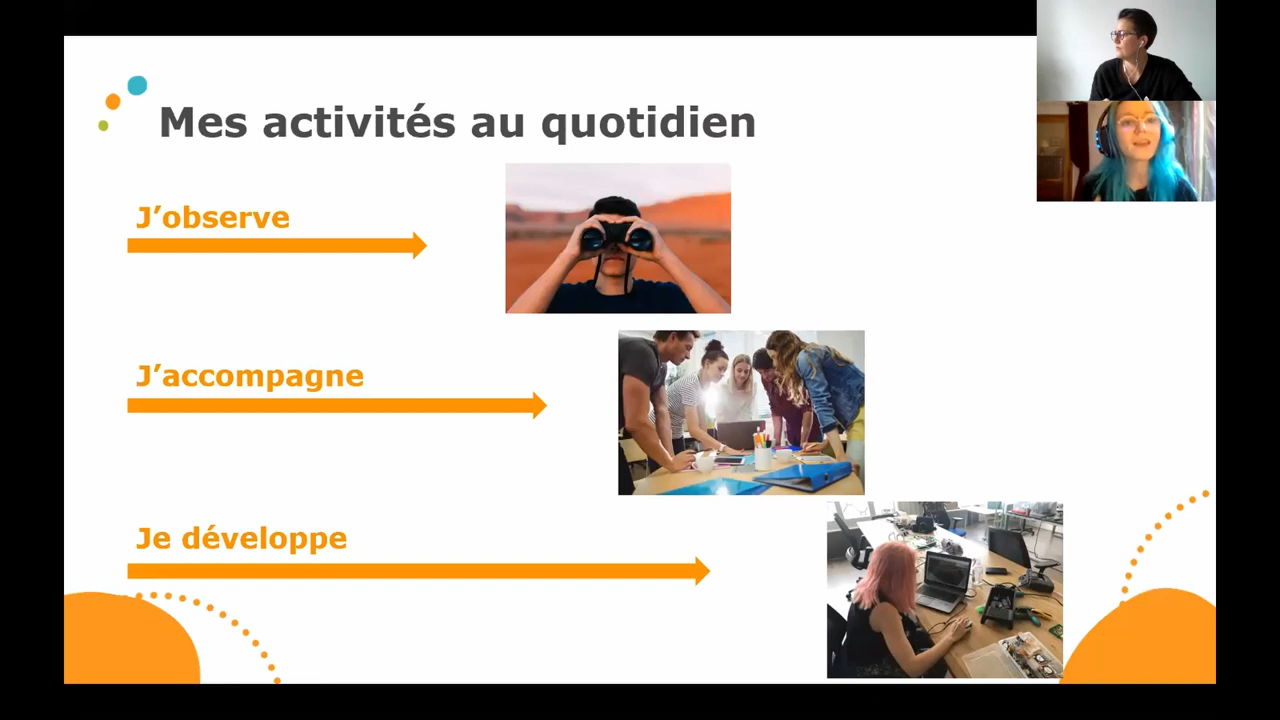 Mes activités au quotidien
J’observe
J’accompagne
Je développe